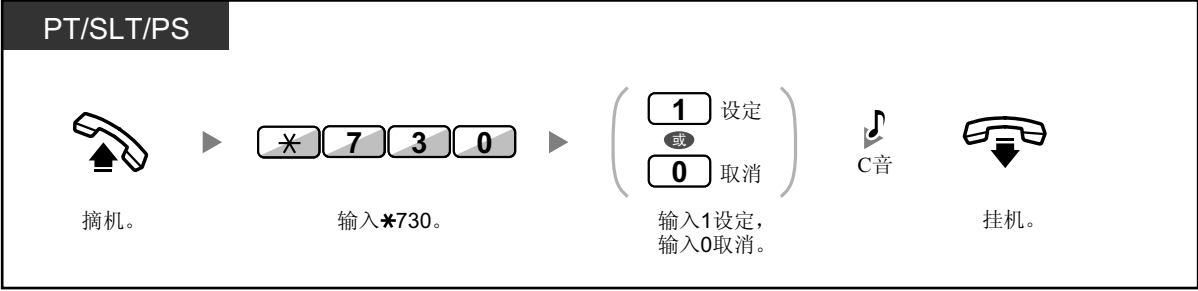 PT/SLT/PS
✳ 7 3 0
1 设定
或
0 取消
C音
摘机。
输入✳730。
输入1设定，
输入0取消。
挂机。